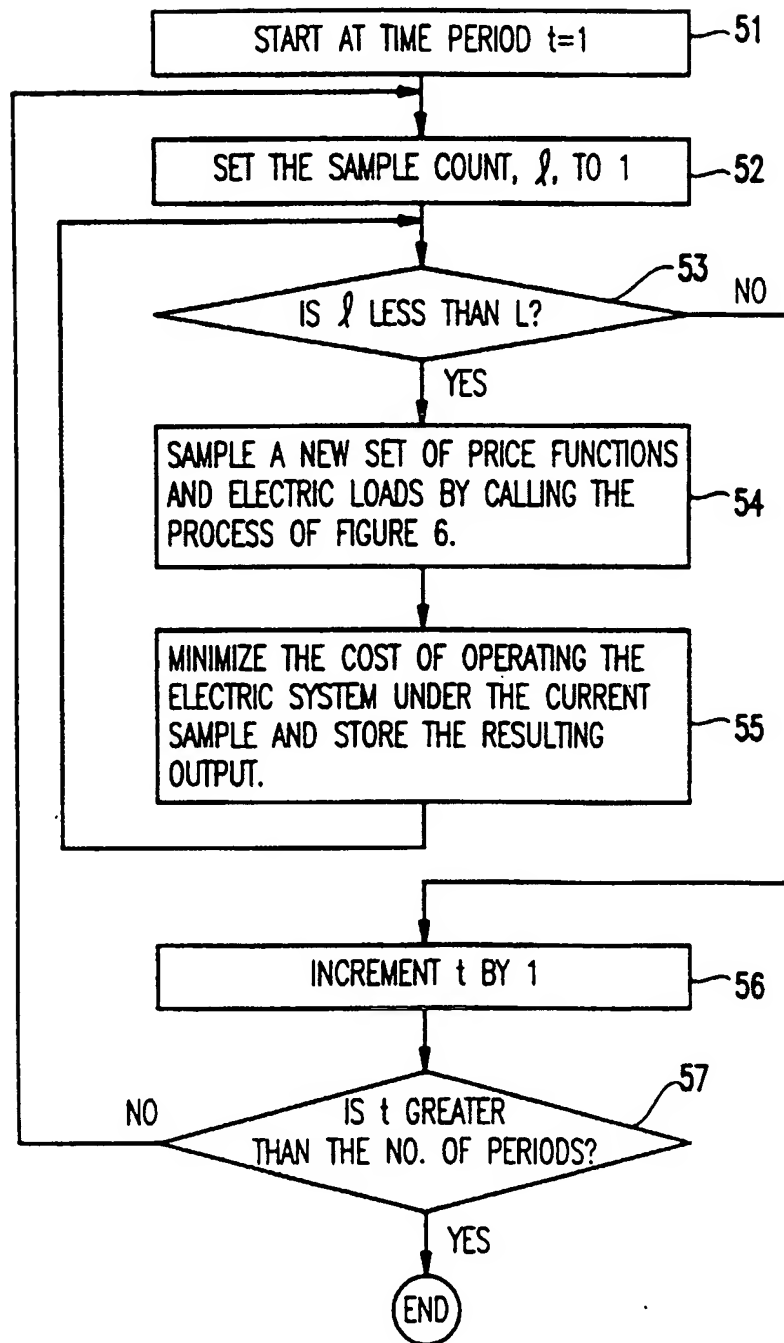 START AT TIME PERIOD t=1
51
SET THE SAMPLE COUNT, ℓ, TO 1
52
53
IS ℓ LESS THAN L?
NO
YES
SAMPLE A NEW SET OF PRICE FUNCTIONS
AND ELECTRIC LOADS BY CALLING THE
PROCESS OF FIGURE 6.
54
MINIMIZE THE COST OF OPERATING THE
ELECTRIC SYSTEM UNDER THE CURRENT
SAMPLE AND STORE THE RESULTING
OUTPUT.
55
INCREMENT t BY 1
56
57
NO
IS t GREATER
THAN THE NO. OF PERIODS?
YES
END